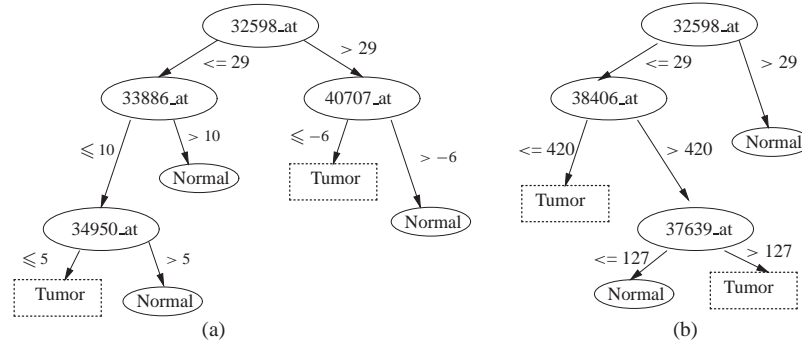 32598_at
<= 29
> 29
33886_at
40707_at
⩽ 10
> 10
⩽ −6
> −6
Normal
Tumor
Normal
34950_at
⩽ 5
> 5
Tumor
Normal
(a)
32598_at
<= 29
> 29
38406_at
Normal
<= 420
> 420
Tumor
37639_at
<= 127
> 127
Normal
Tumor
(b)